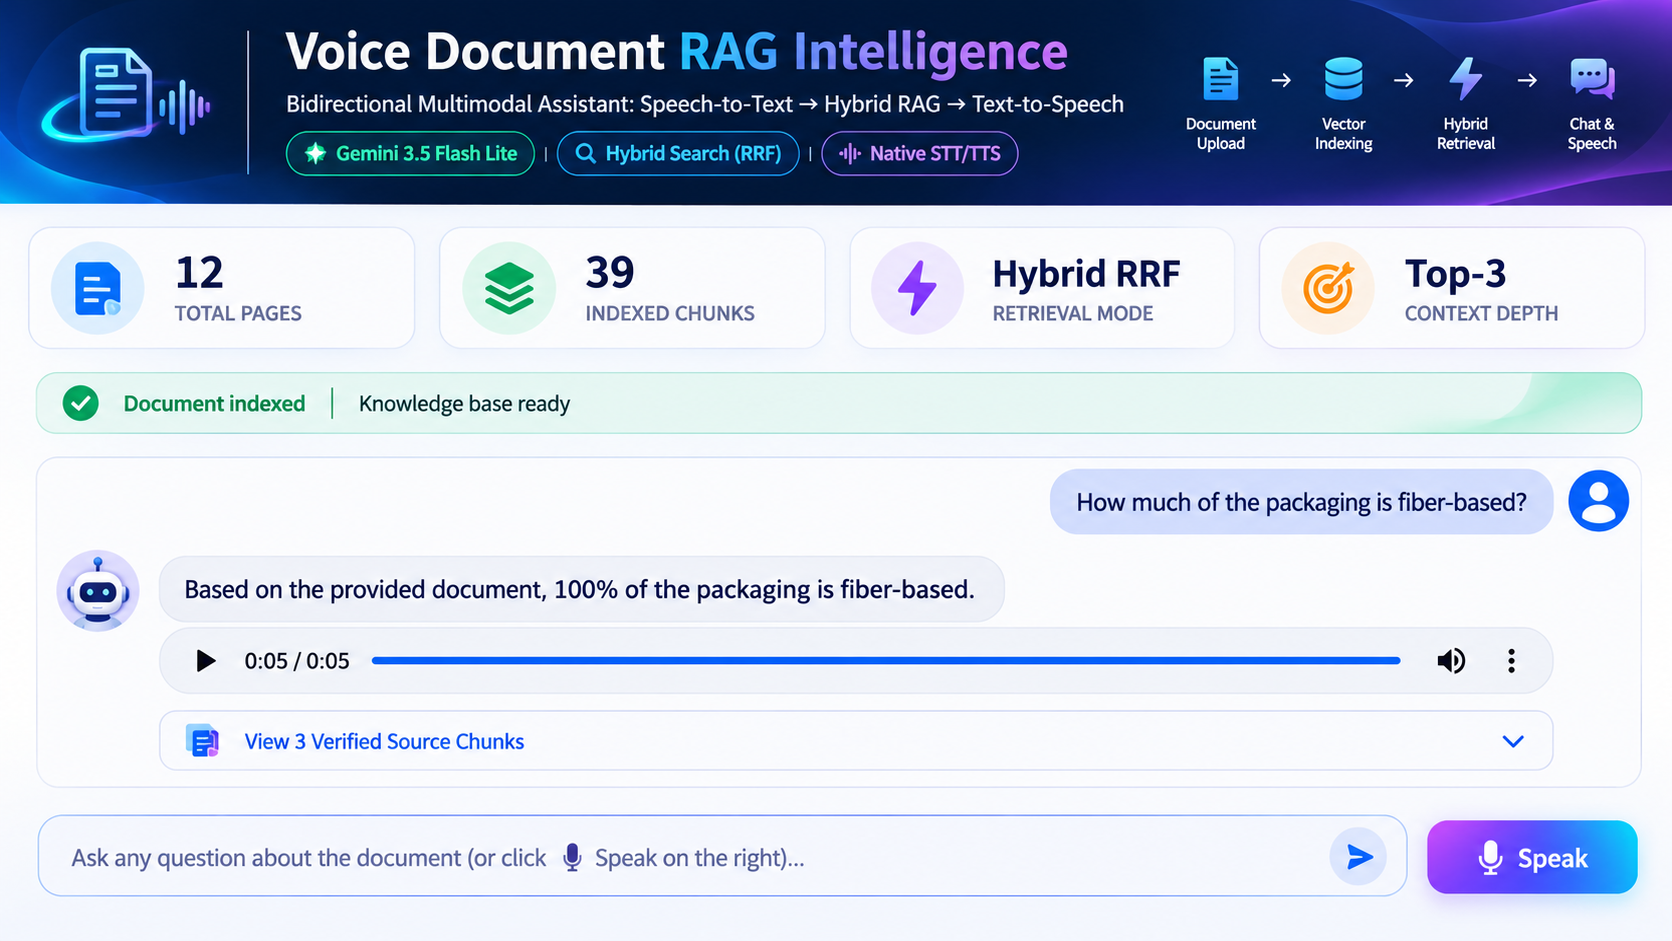 Voice Document RAG Intelligence
Bidirectional Multimodal Assistant: Speech-to-Text → Hybrid RAG → Text-to-Speech
Gemini 3.5 Flash Lite | Hybrid Search (RRF) | Native STT/TTS
Document Upload
→
Vector Indexing
→
Hybrid Retrieval
→
Chat & Speech
12
TOTAL PAGES
39
INDEXED CHUNKS
Hybrid RRF
RETRIEVAL MODE
Top-3
CONTEXT DEPTH
Document indexed | Knowledge base ready
How much of the packaging is fiber-based?
Based on the provided document, 100% of the packaging is fiber-based.
0:05 / 0:05
View 3 Verified Source Chunks
Ask any question about the document (or click Speak on the right)...
Speak